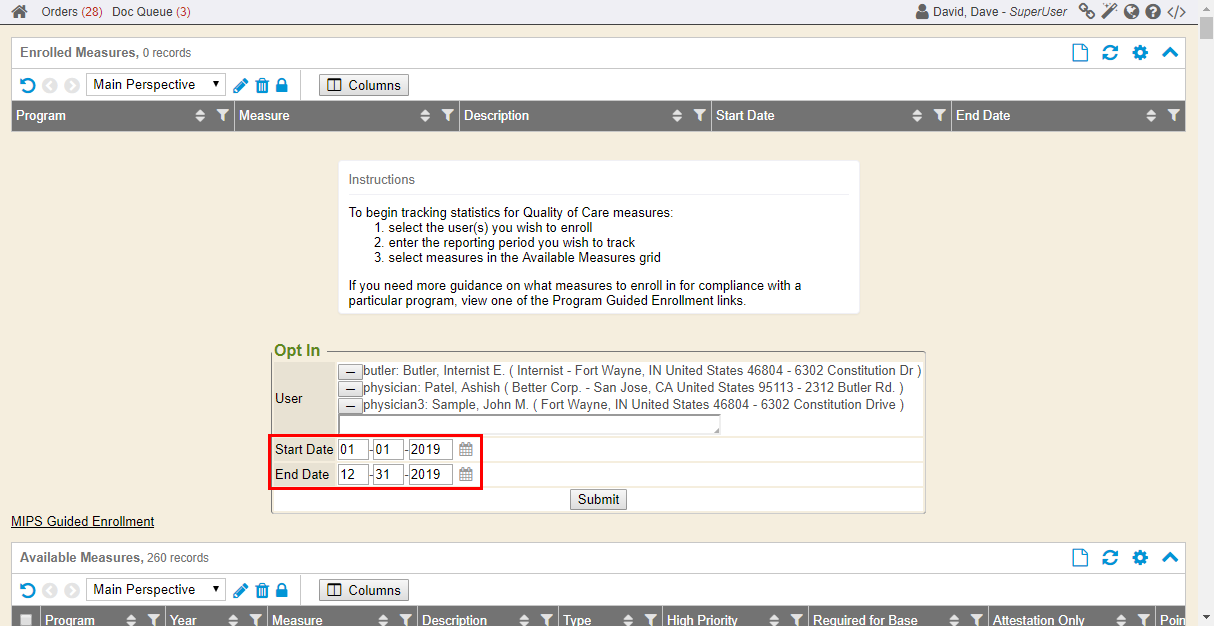 Orders (28) Doc Queue (3) David, Dave - SuperUser
Enrolled Measures, 0 records
Main Perspective Columns
Program Measure Description Start Date End Date
Instructions
To begin tracking statistics for Quality of Care measures:
1. select the user(s) you wish to enroll
2. enter the reporting period you wish to track
3. select measures in the Available Measures grid
If you need more guidance on what measures to enroll in for compliance with a
particular program, view one of the Program Guided Enrollment links.
Opt In
butler: Butler, Internist E. ( Internist - Fort Wayne, IN United States 46804 - 6302 Constitution Dr )
physician: Patel, Ashish ( Better Corp. - San Jose, CA United States 95113 - 2312 Butler Rd. )
User
physician3: Sample, John M. ( Fort Wayne, IN United States 46804 - 6302 Constitution Drive )
Start Date 01 - 01 - 2019
End Date 12 - 31 - 2019
Submit
MIPS Guided Enrollment
Available Measures, 260 records
Main Perspective Columns
Program Year Measure Description Type High Priority Required for Base Attestation Only Poin